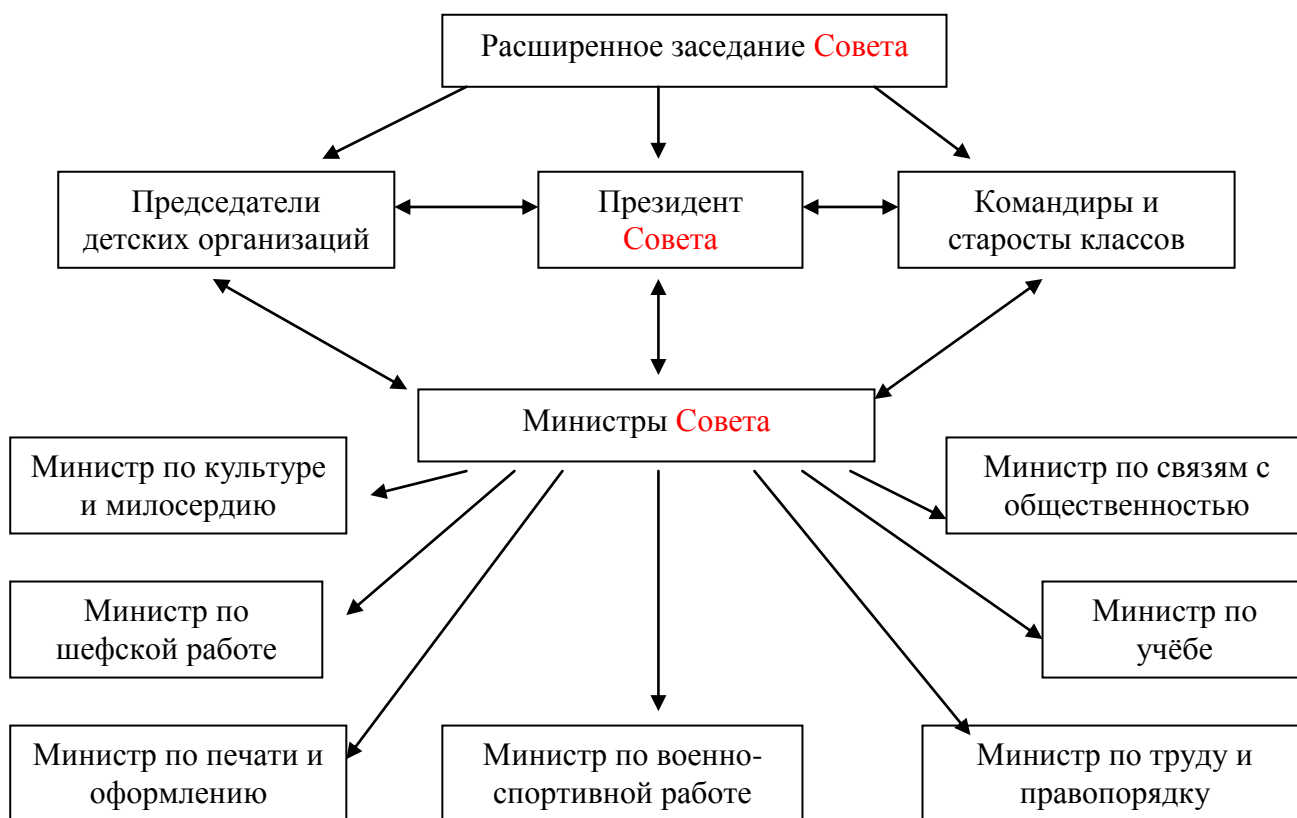 Расширенное заседание Совета
Председатели
детских организаций
Президент
Совета
Командиры и
старосты классов
Министры Совета
Министр по культуре
и милосердию
Министр по связям с
общественностью
Министр по
шефской работе
Министр по
учёбе
Министр по печати и
оформлению
Министр по военно-
спортивной работе
Министр по труду и
правопорядку